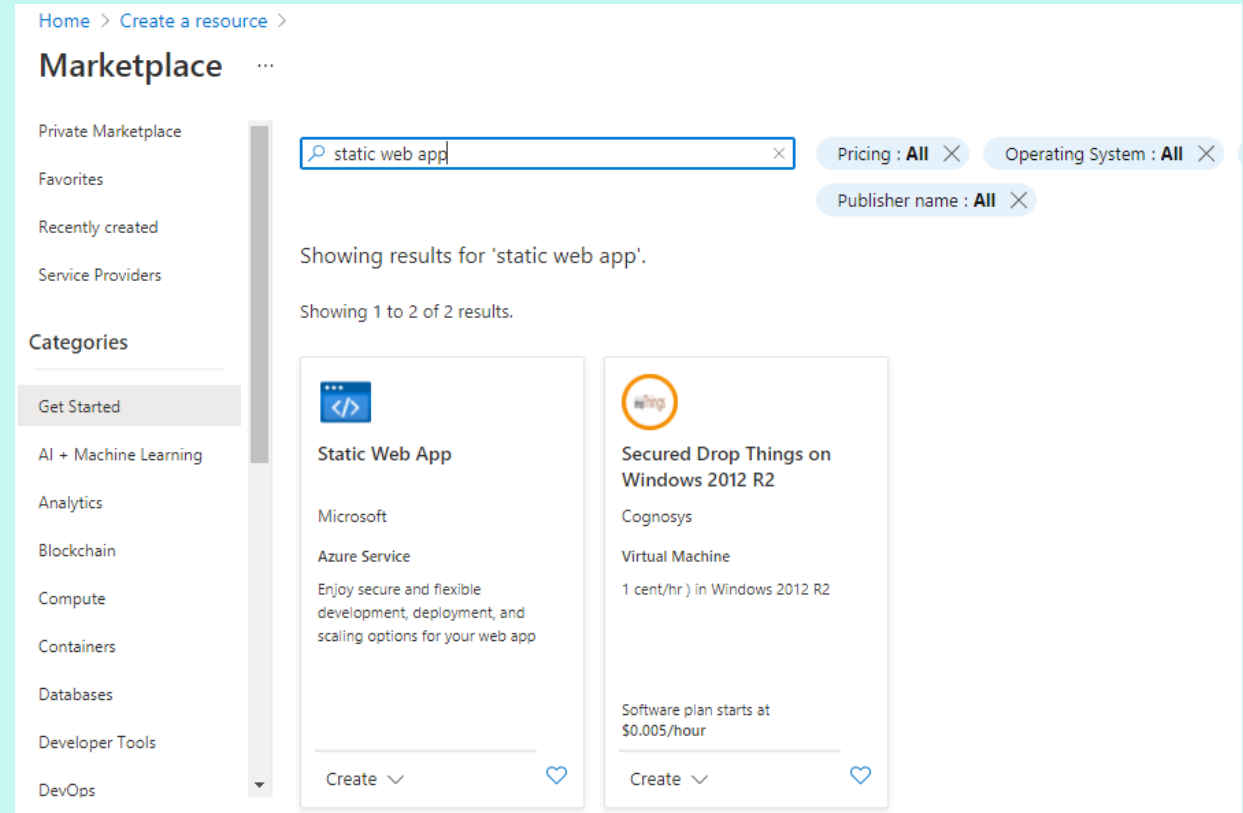 Home > Create a resource >
Marketplace ...
Private Marketplace
Favorites
Recently created
Service Providers
Categories
Get Started
AI + Machine Learning
Analytics
Blockchain
Compute
Containers
Databases
Developer Tools
DevOps
static web app
Pricing : All
Operating System : All
Publisher name : All
Showing results for 'static web app'.
Showing 1 to 2 of 2 results.
Static Web App
Microsoft
Azure Service
Enjoy secure and flexible
development, deployment, and
scaling options for your web app
Create
Secured Drop Things on
Windows 2012 R2
Cognosys
Virtual Machine
1 cent/hr ) in Windows 2012 R2
Software plan starts at
$0.005/hour
Create